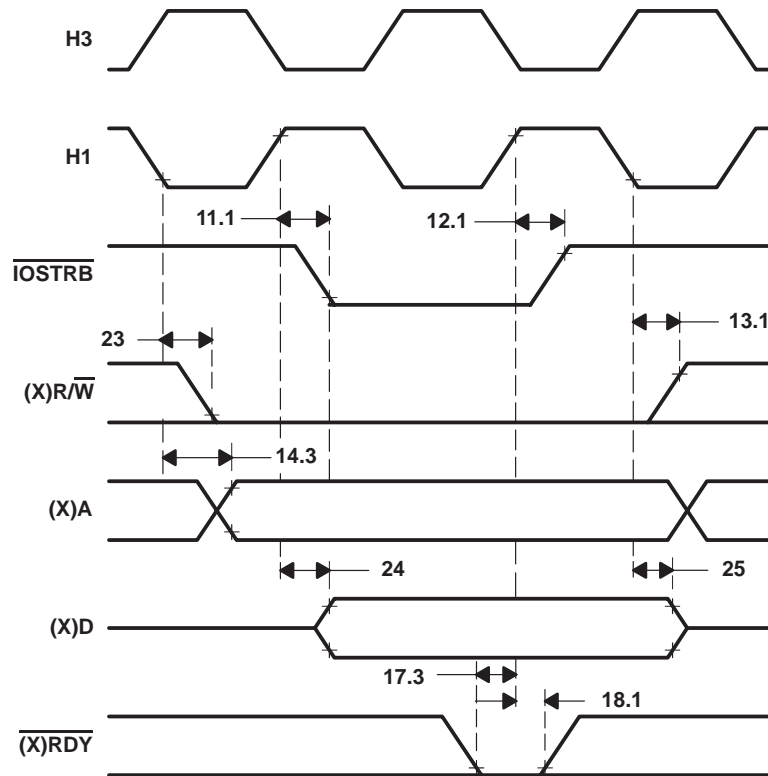 H3
H1
11.1
12.1
IOSTRB
23
13.1
(X)R/W
14.3
(X)A
24
25
(X)D
17.3
18.1
(X)RDY